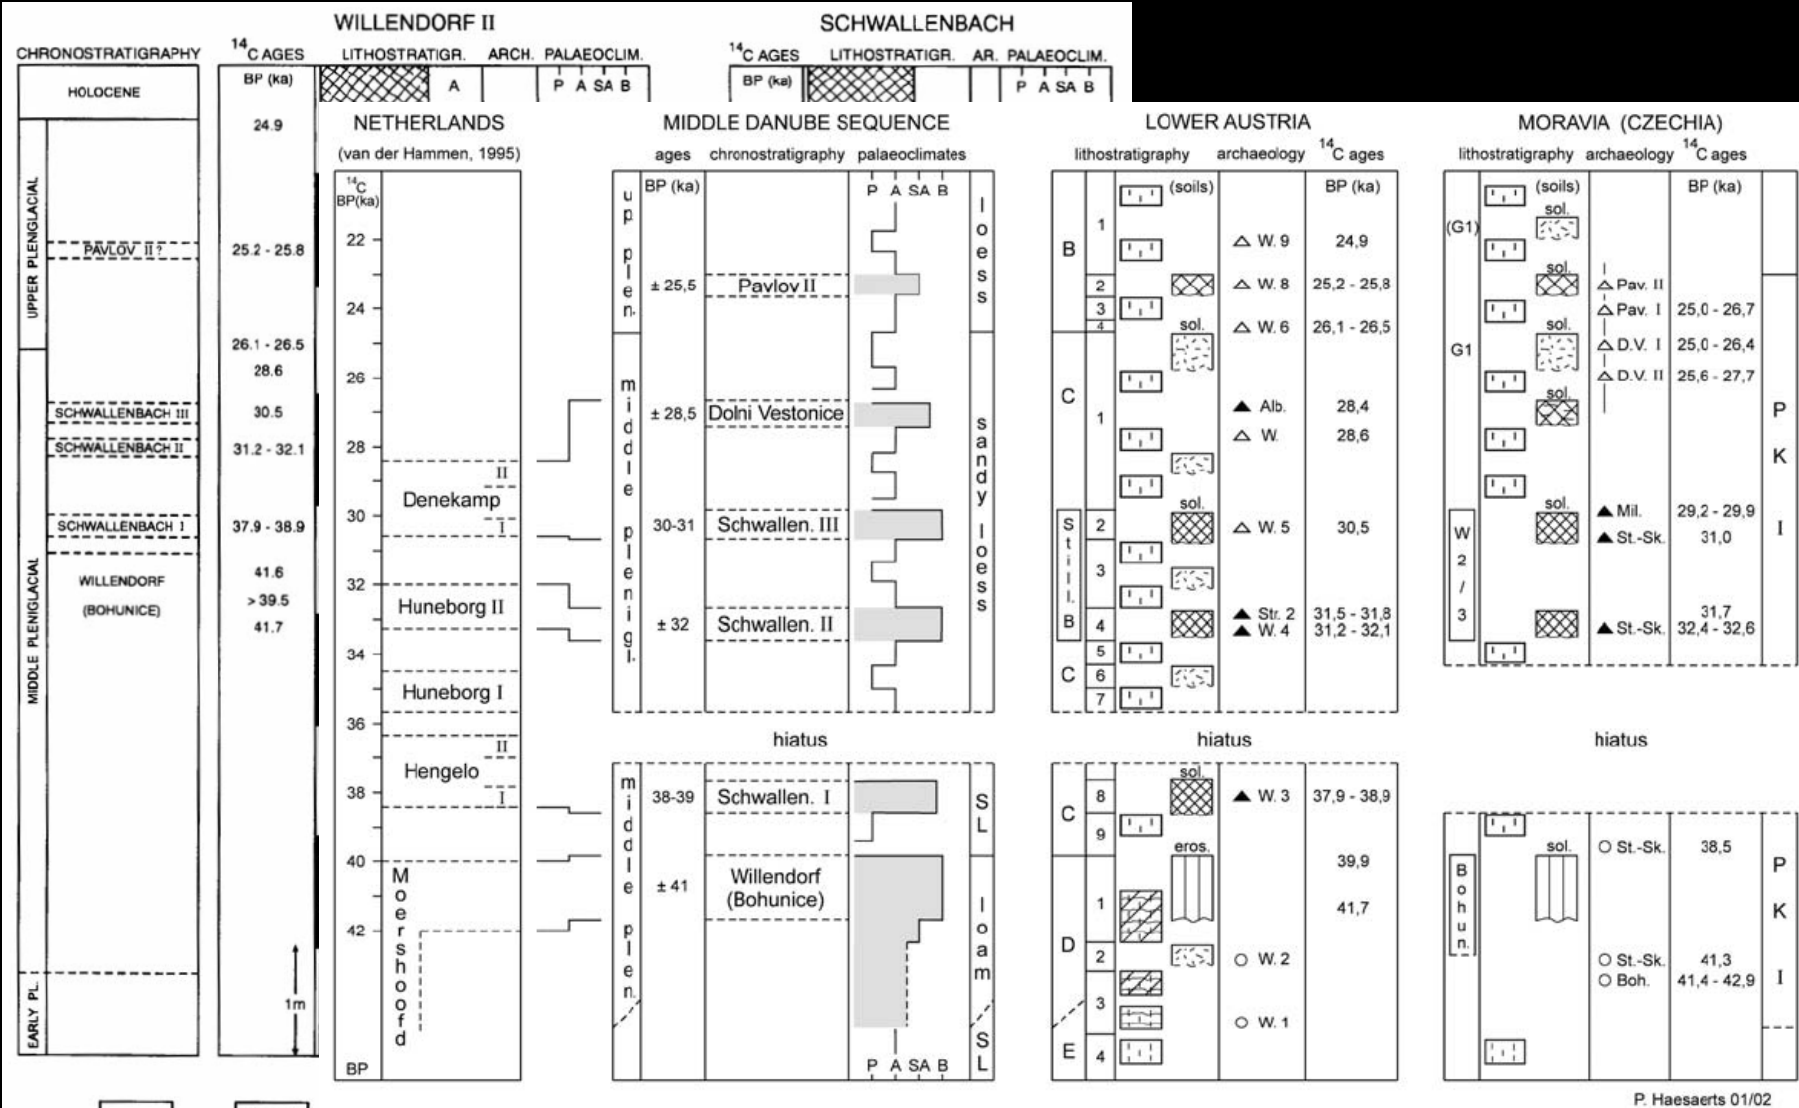 WILLENDORF II
SCHWALLENBACH
CHRONOSTRATIGRAPHY
14C AGES
LITHOSTRATIGR.
ARCH.
PALAEOCLIM.
14C AGES
LITHOSTRATIGR.
AR.
PALAEOCLIM.
HOLOCENE
BP (ka)
A
P A SA B
BP (ka)
P A SA B
UPPER PLENIGLACIAL
MIDDLE PLENIGLACIAL
EARLY PL.
PAVLOV II ?
SCHWALLENBACH III
SCHWALLENBACH II
SCHWALLENBACH I
WILLENDORF
(BOHUNICE)
24.9
25.2 - 25.8
26.1 - 26.5
28.6
30.5
31.2 - 32.1
37.9 - 38.9
41.6
> 39.5
41.7
1m
NETHERLANDS
(van der Hammen, 1995)
14C
BP(ka)
22
24
26
28
30
32
34
36
38
40
42
BP
II
Denekamp
I
Huneborg II
Huneborg I
II
Hengelo
I
Moershoofd
MIDDLE DANUBE SEQUENCE
ages
chronostratigraphy
palaeoclimates
BP (ka)
P A SA B
up plen.
middle plenigl.
± 25,5
Pavlov II
± 28,5
Dolni Vestonice
30-31
Schwallen. III
± 32
Schwallen. II
loess
sandy loess
hiatus
middle plen.
38-39
Schwallen. I
± 41
Willendorf
(Bohunice)
SL
loam
SL
P A SA B
LOWER AUSTRIA
lithostratigraphy
archaeology
14C ages
(soils)
BP (ka)
B
1
W. 9
24,9
2
W. 8
25,2 - 25,8
3
4
sol.
W. 6
26,1 - 26,5
C
1
Alb.
28,4
W.
28,6
Still. B
sol.
2
W. 5
30,5
3
4
Str. 2
31,5 - 31,8
W. 4
31,2 - 32,1
5
C
6
7
hiatus
sol.
C
8
W. 3
37,9 - 38,9
9
eros.
39,9
1
41,7
D
2
W. 2
3
W. 1
E
4
MORAVIA (CZECHIA)
lithostratigraphy
archaeology
14C ages
(soils)
BP (ka)
sol.
(G1)
sol.
Pav. II
Pav. I
25,0 - 26,7
sol.
G1
D.V. I
25,0 - 26,4
D.V. II
25,6 - 27,7
sol.
sol.
W 2 / 3
Mil.
29,2 - 29,9
St.-Sk.
31,0
31,7
St.-Sk.
32,4 - 32,6
P K I
hiatus
sol.
St.-Sk.
38,5
Bohun.
St.-Sk.
41,3
Boh.
41,4 - 42,9
P K I
P. Haesaerts 01/02